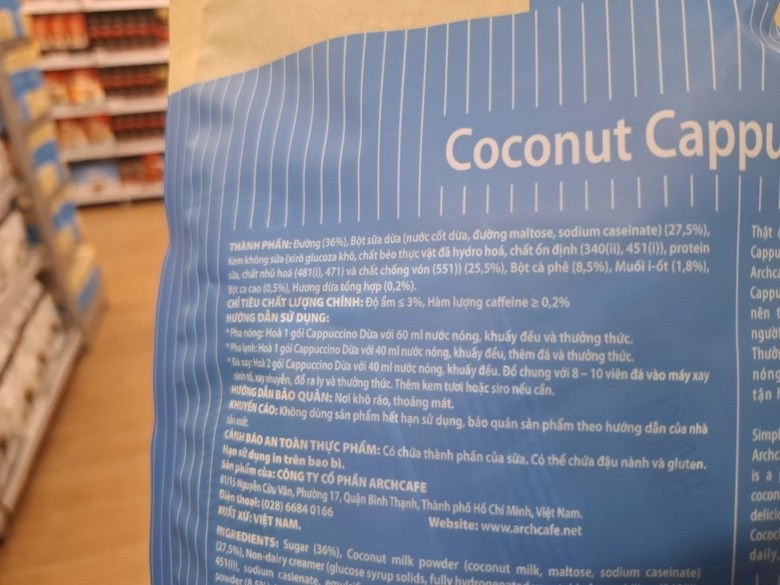 Coconut Cappu
THÀNH PHẦN: Đường (36%), Bột sữa dừa (nước cốt dừa, đường maltose, sodium caseinate) (27,5%),
Kem không sữa (xirô glucoza khô, chất béo thực vật đã hydro hoá, chất ổn định (340(ii), 451(i)), protein
sữa, chất nhũ hoá (481(i), 471) và chất chống vón (551)) (25,5%), Bột cà phê (8,5%), Muối i-ốt (1,8%),
Bột ca cao (0,5%), Hương dừa tổng hợp (0,2%).
CHỈ TIÊU CHẤT LƯỢNG CHÍNH: Độ ẩm ≤ 3%, Hàm lượng caffeine ≥ 0,2%
HƯỚNG DẪN SỬ DỤNG:
* Pha nóng: Hoà 1 gói Cappuccino Dừa với 60 ml nước nóng, khuấy đều và thưởng thức.
* Pha lạnh: Hoà 1 gói Cappuccino Dừa với 40 ml nước nóng, khuấy đều, thêm đá và thưởng thức.
* Đá xay: Hoà 2 gói Cappuccino Dừa với 40 ml nước nóng, khuấy đều. Đổ chung với 8 – 10 viên đá vào máy xay
sinh tố, xay nhuyễn, đổ ra ly và thưởng thức. Thêm kem tươi hoặc siro nếu cần.
HƯỚNG DẪN BẢO QUẢN: Nơi khô ráo, thoáng mát.
KHUYẾN CÁO: Không dùng sản phẩm hết hạn sử dụng, bảo quản sản phẩm theo hướng dẫn của nhà
sản xuất.
CẢNH BÁO AN TOÀN THỰC PHẨM: Có chứa thành phần của sữa. Có thể chứa đậu nành và gluten.
Hạn sử dụng in trên bao bì.
Sản phẩm của: CÔNG TY CỔ PHẦN ARCHCAFE
81/15 Nguyễn Cửu Vân, Phường 17, Quận Bình Thạnh, Thành phố Hồ Chí Minh, Việt Nam.
Điện thoại: (028) 6684 0166 Website: www.archcafe.net
XUẤT XỨ: VIỆT NAM.
INGREDIENTS: Sugar (36%), Coconut milk powder (coconut milk, maltose, sodium caseinate)
(27,5%), Non-dairy creamer (glucose syrup solids, fully hydrogenated
451(i)), sodium
powder
Thật
Cappu
Archc
Cappu
nên t
người
Thưở
nóng
tận h
Simpl
Archc
is a
cocon
delicio
Cococ
daily